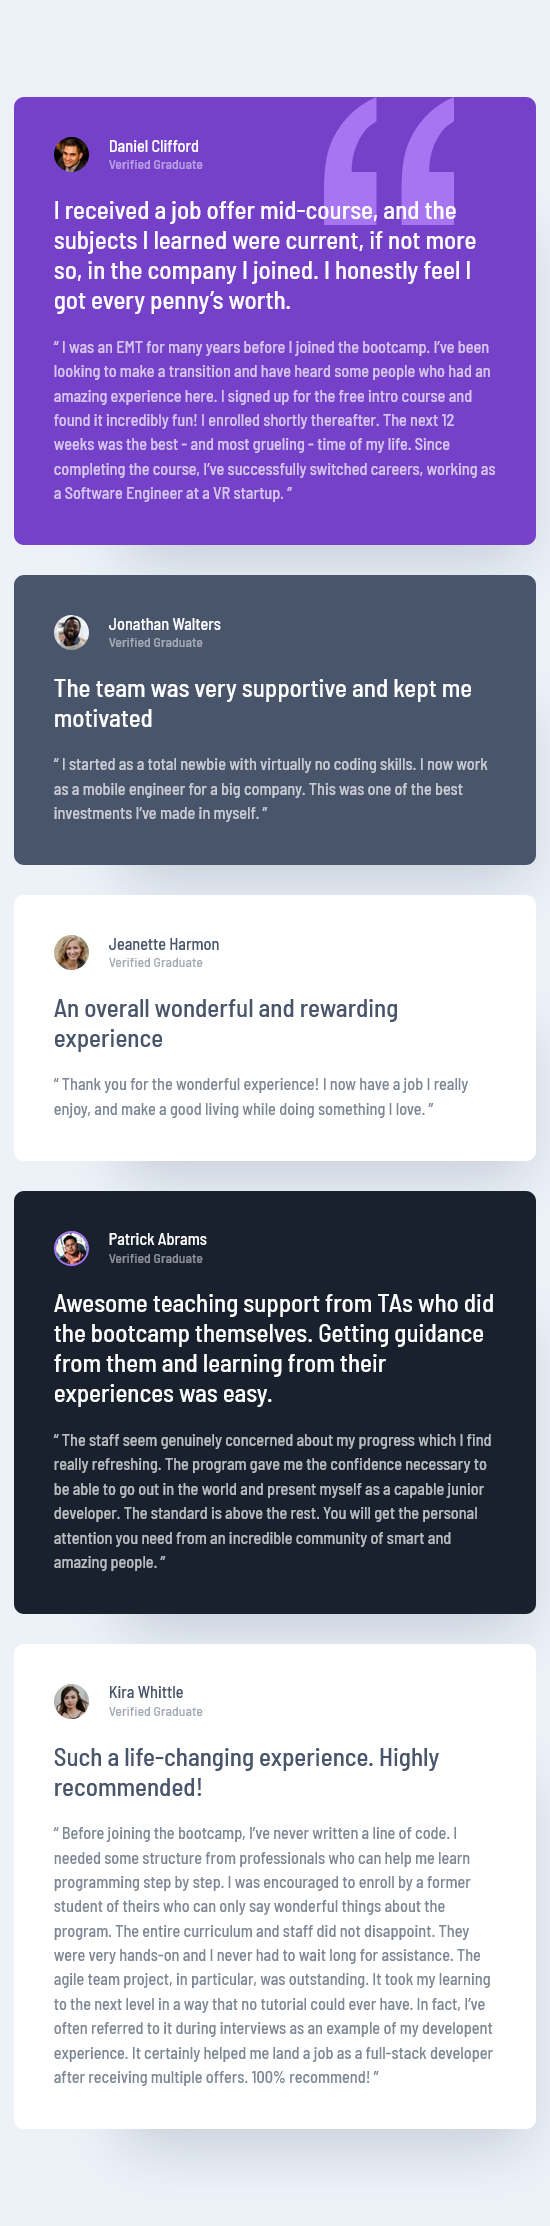 Daniel Clifford
Verified Graduate
I received a job offer mid-course, and the
subjects I learned were current, if not more
so, in the company I joined. I honestly feel I
got every penny’s worth.
“ I was an EMT for many years before I joined the bootcamp. I’ve been
looking to make a transition and have heard some people who had an
amazing experience here. I signed up for the free intro course and
found it incredibly fun! I enrolled shortly thereafter. The next 12
weeks was the best - and most grueling - time of my life. Since
completing the course, I’ve successfully switched careers, working as
a Software Engineer at a VR startup. ”
Jonathan Walters
Verified Graduate
The team was very supportive and kept me
motivated
“ I started as a total newbie with virtually no coding skills. I now work
as a mobile engineer for a big company. This was one of the best
investments I’ve made in myself. ”
Jeanette Harmon
Verified Graduate
An overall wonderful and rewarding
experience
“ Thank you for the wonderful experience! I now have a job I really
enjoy, and make a good living while doing something I love. ”
Patrick Abrams
Verified Graduate
Awesome teaching support from TAs who did
the bootcamp themselves. Getting guidance
from them and learning from their
experiences was easy.
“ The staff seem genuinely concerned about my progress which I find
really refreshing. The program gave me the confidence necessary to
be able to go out in the world and present myself as a capable junior
developer. The standard is above the rest. You will get the personal
attention you need from an incredible community of smart and
amazing people. ”
Kira Whittle
Verified Graduate
Such a life-changing experience. Highly
recommended!
“ Before joining the bootcamp, I’ve never written a line of code. I
needed some structure from professionals who can help me learn
programming step by step. I was encouraged to enroll by a former
student of theirs who can only say wonderful things about the
program. The entire curriculum and staff did not disappoint. They
were very hands-on and I never had to wait long for assistance. The
agile team project, in particular, was outstanding. It took my learning
to the next level in a way that no tutorial could ever have. In fact, I’ve
often referred to it during interviews as an example of my developent
experience. It certainly helped me land a job as a full-stack developer
after receiving multiple offers. 100% recommend! ”